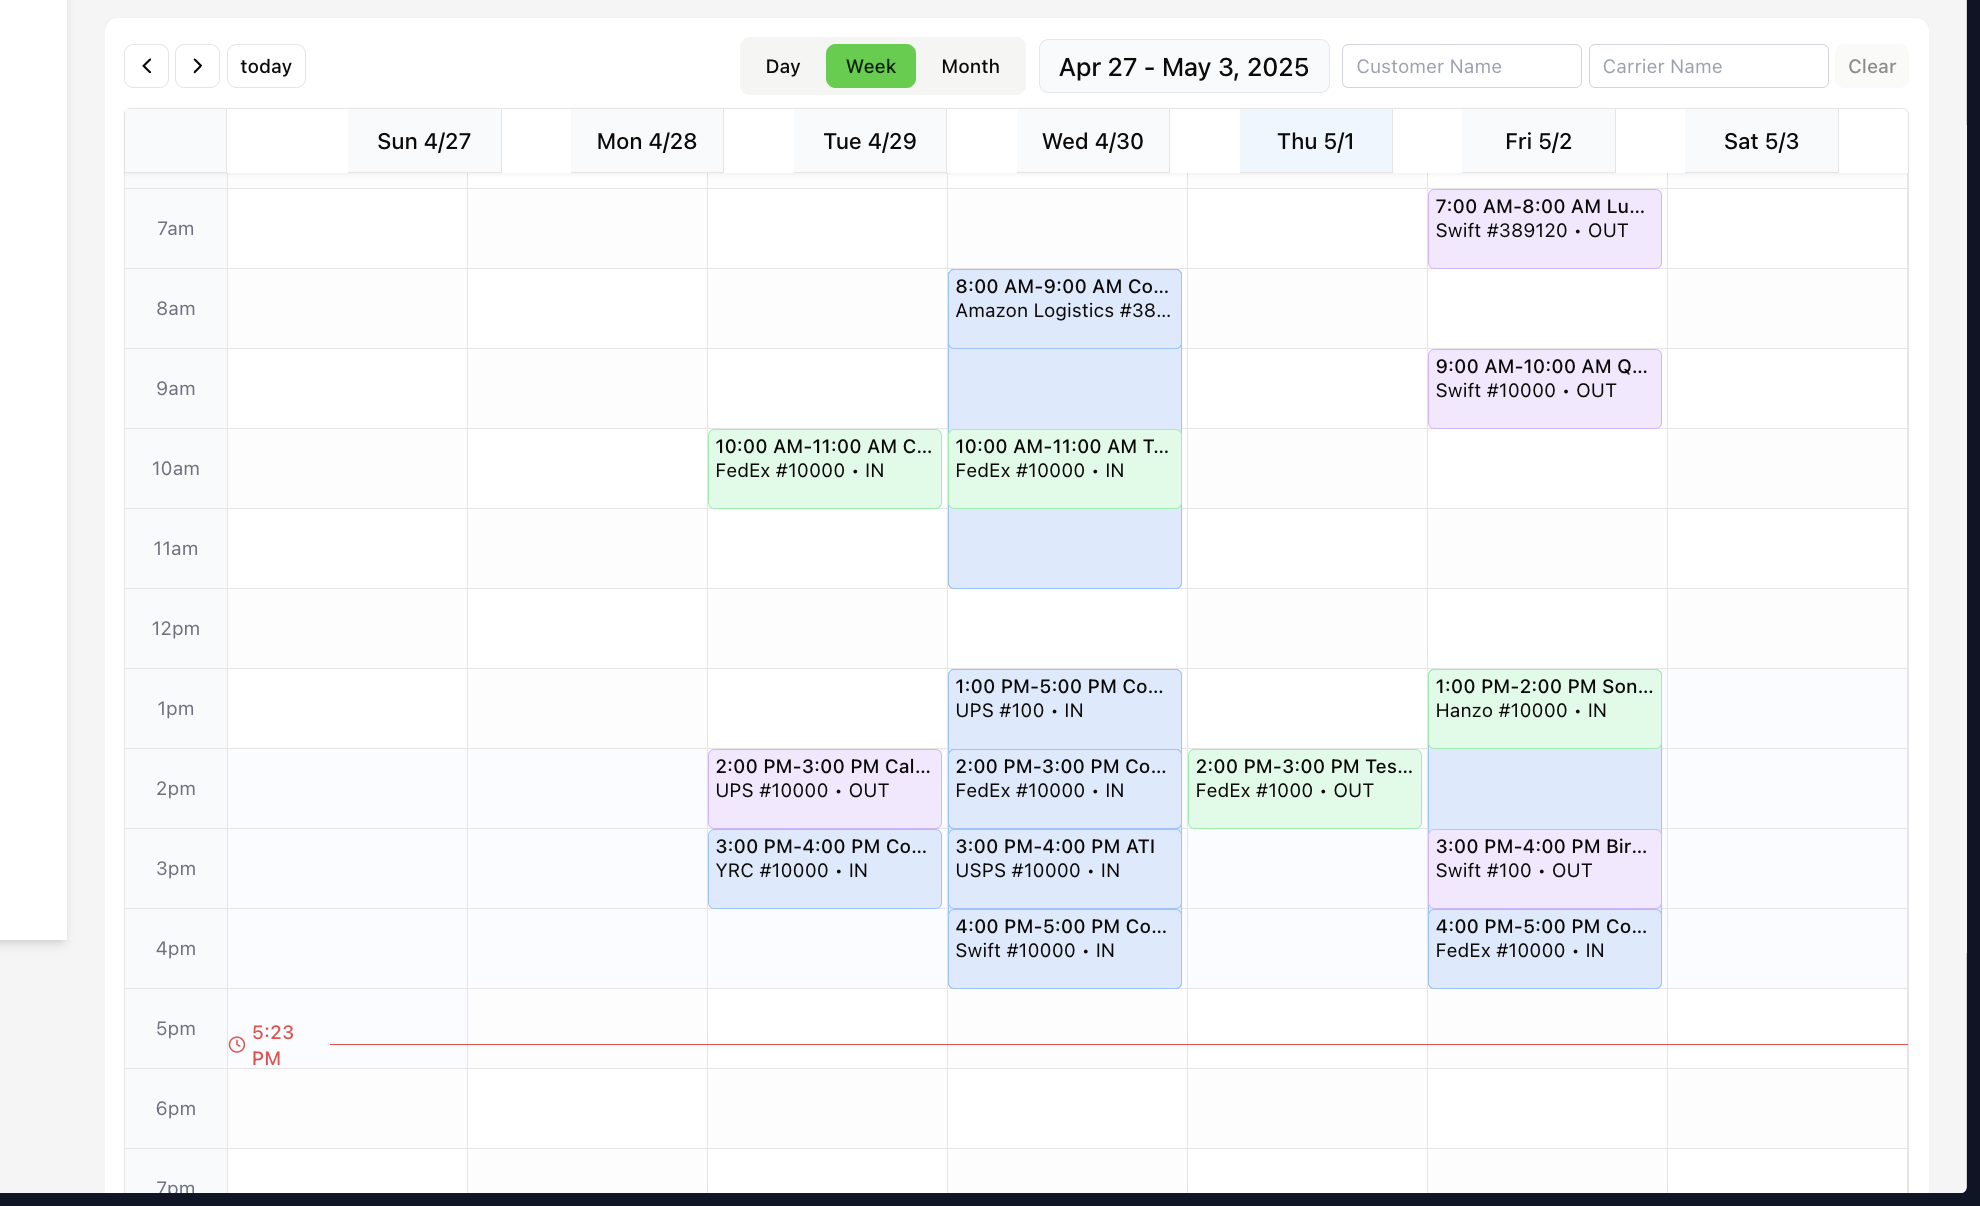 today
Day
Week
Month
Apr 27 - May 3, 2025
Customer Name
Carrier Name
Clear
Sun 4/27
Mon 4/28
Tue 4/29
Wed 4/30
Thu 5/1
Fri 5/2
Sat 5/3
7am
7:00 AM-8:00 AM Lu...
Swift #389120 • OUT
8am
8:00 AM-9:00 AM Co...
Amazon Logistics #38...
9am
9:00 AM-10:00 AM Q...
Swift #10000 • OUT
10am
10:00 AM-11:00 AM C...
FedEx #10000 • IN
10:00 AM-11:00 AM T...
FedEx #10000 • IN
11am
12pm
1pm
1:00 PM-5:00 PM Co...
UPS #100 • IN
1:00 PM-2:00 PM Son...
Hanzo #10000 • IN
2pm
2:00 PM-3:00 PM Cal...
UPS #10000 • OUT
2:00 PM-3:00 PM Co...
FedEx #10000 • IN
2:00 PM-3:00 PM Tes...
FedEx #1000 • OUT
3pm
3:00 PM-4:00 PM Co...
YRC #10000 • IN
3:00 PM-4:00 PM ATI
USPS #10000 • IN
3:00 PM-4:00 PM Bir...
Swift #100 • OUT
4pm
4:00 PM-5:00 PM Co...
Swift #10000 • IN
4:00 PM-5:00 PM Co...
FedEx #10000 • IN
5pm
5:23
PM
6pm
7pm